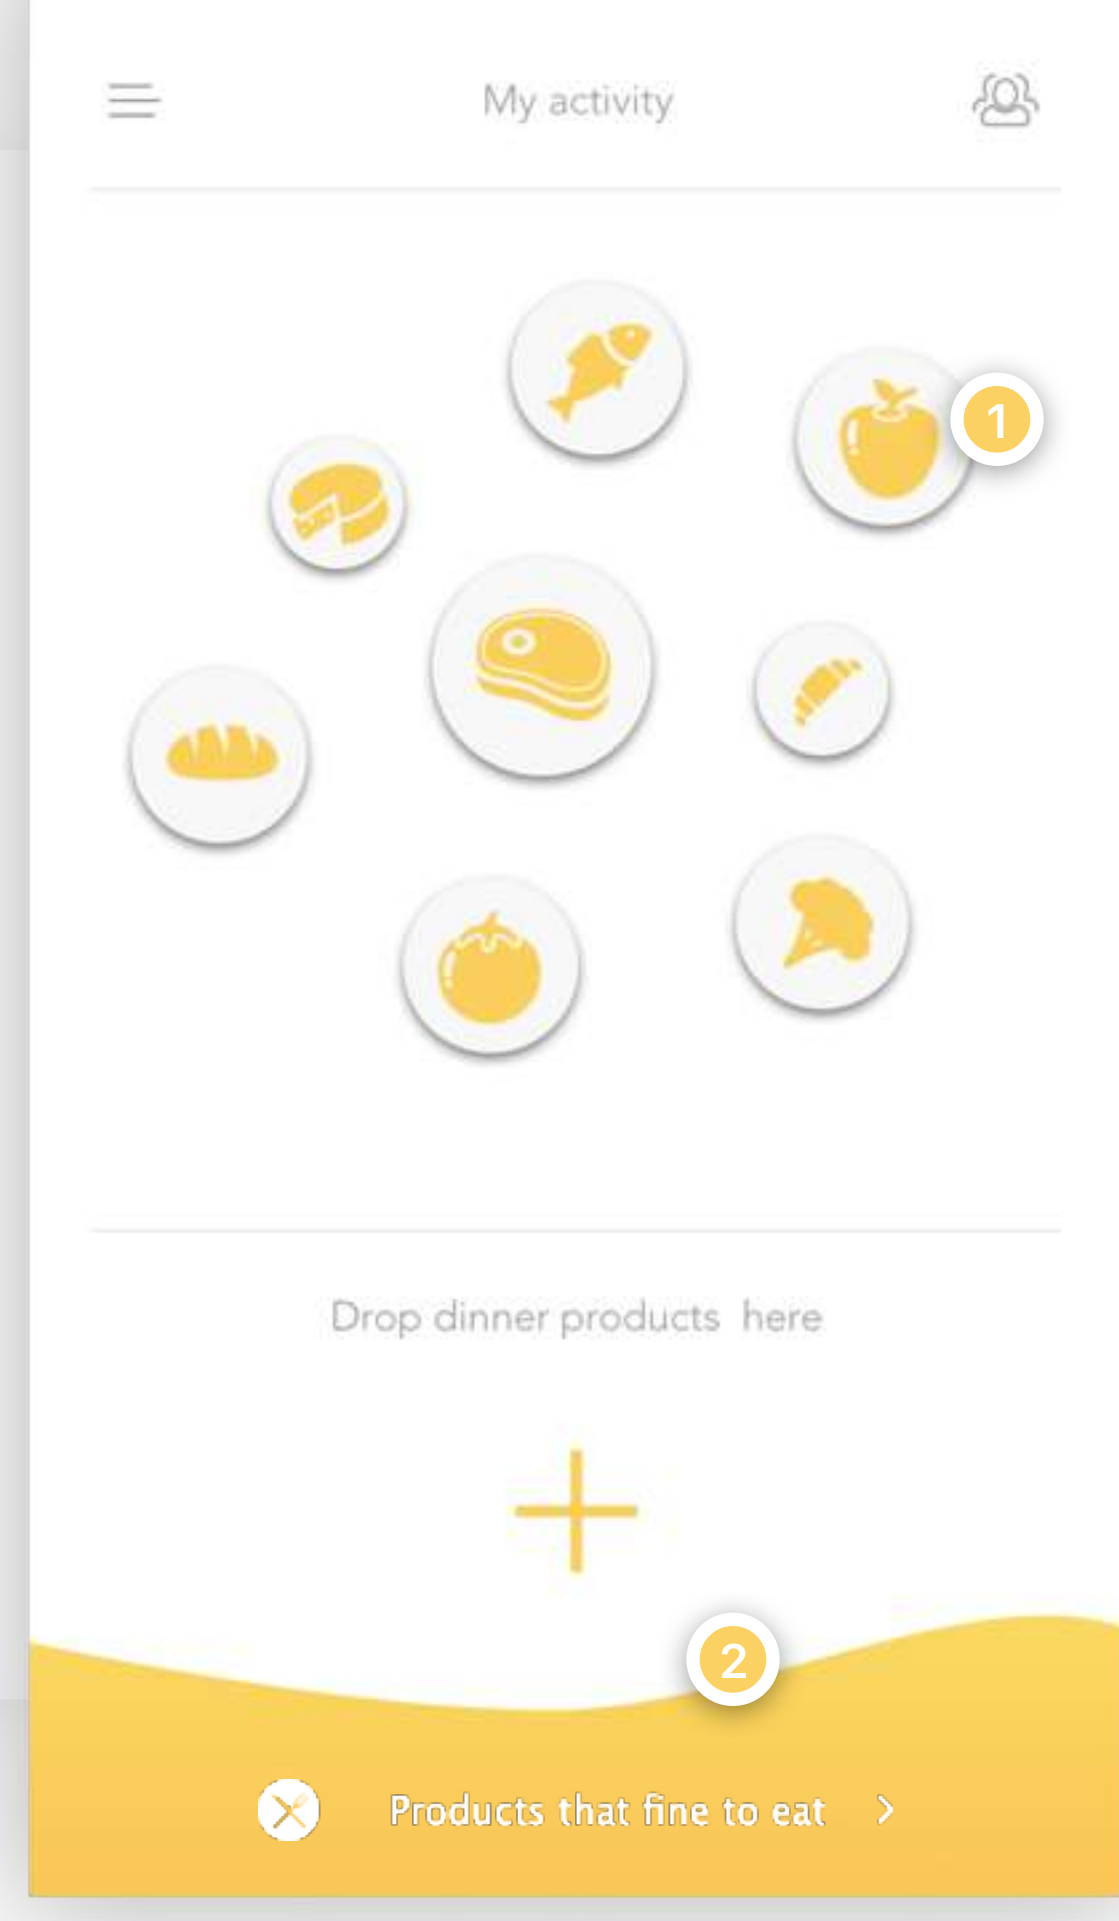 My activity
1
Drop dinner products here
2
Products that fine to eat